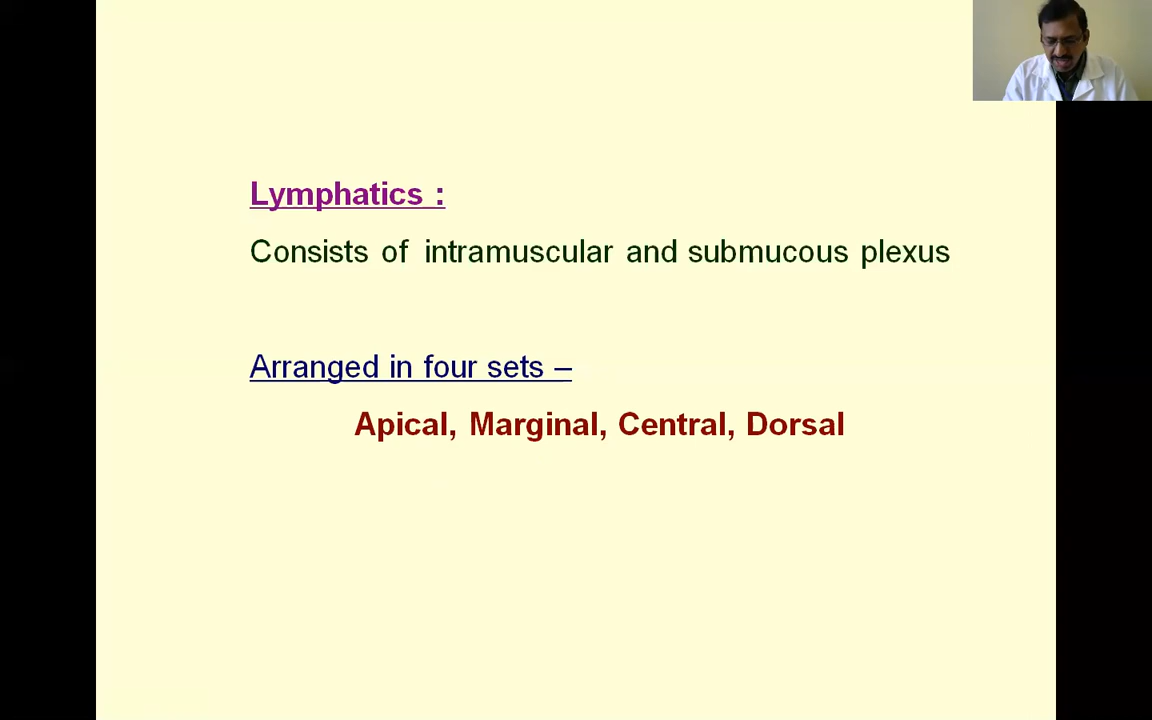 Lymphatics :
Consists of intramuscular and submucous plexus
Arranged in four sets –
Apical, Marginal, Central, Dorsal